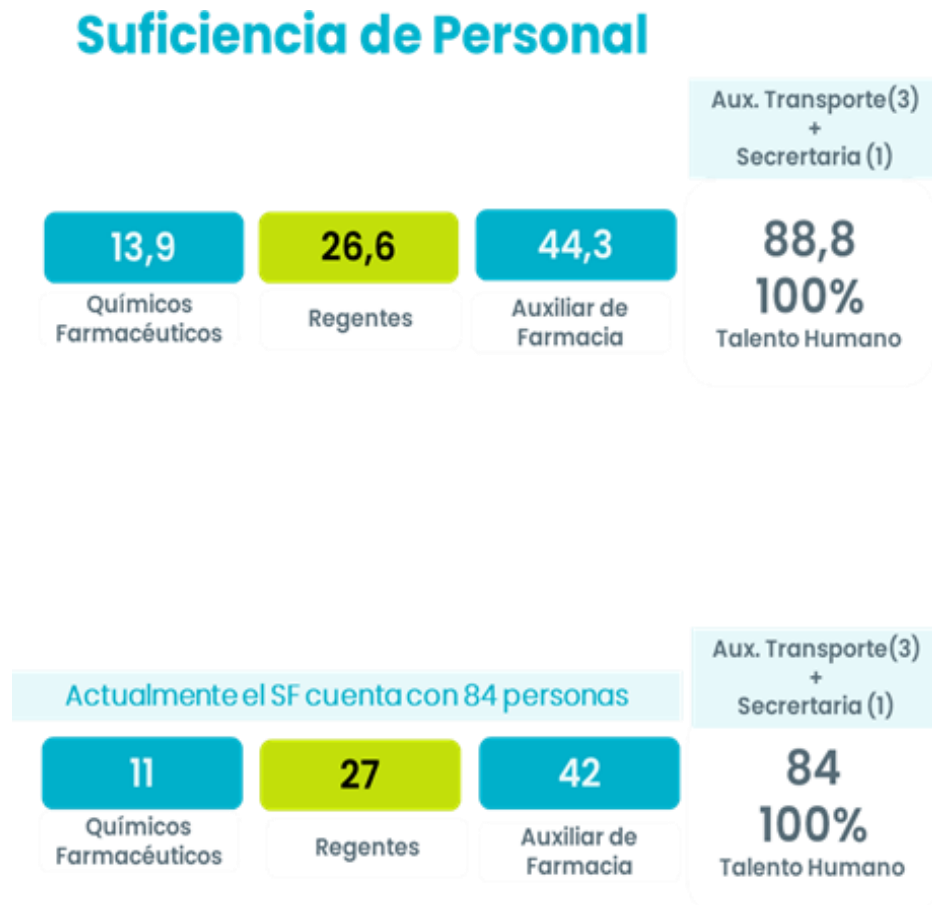 Suficiencia de Personal
Aux. Transporte(3)
+
Secrertaria (1)
13,9
Químicos
Farmacéuticos
26,6
Regentes
44,3
Auxiliar de
Farmacia
88,8
100%
Talento Humano
Actualmente el SF cuenta con 84 personas
Aux. Transporte(3)
+
Secrertaria (1)
11
Químicos
Farmacéuticos
27
Regentes
42
Auxiliar de
Farmacia
84
100%
Talento Humano